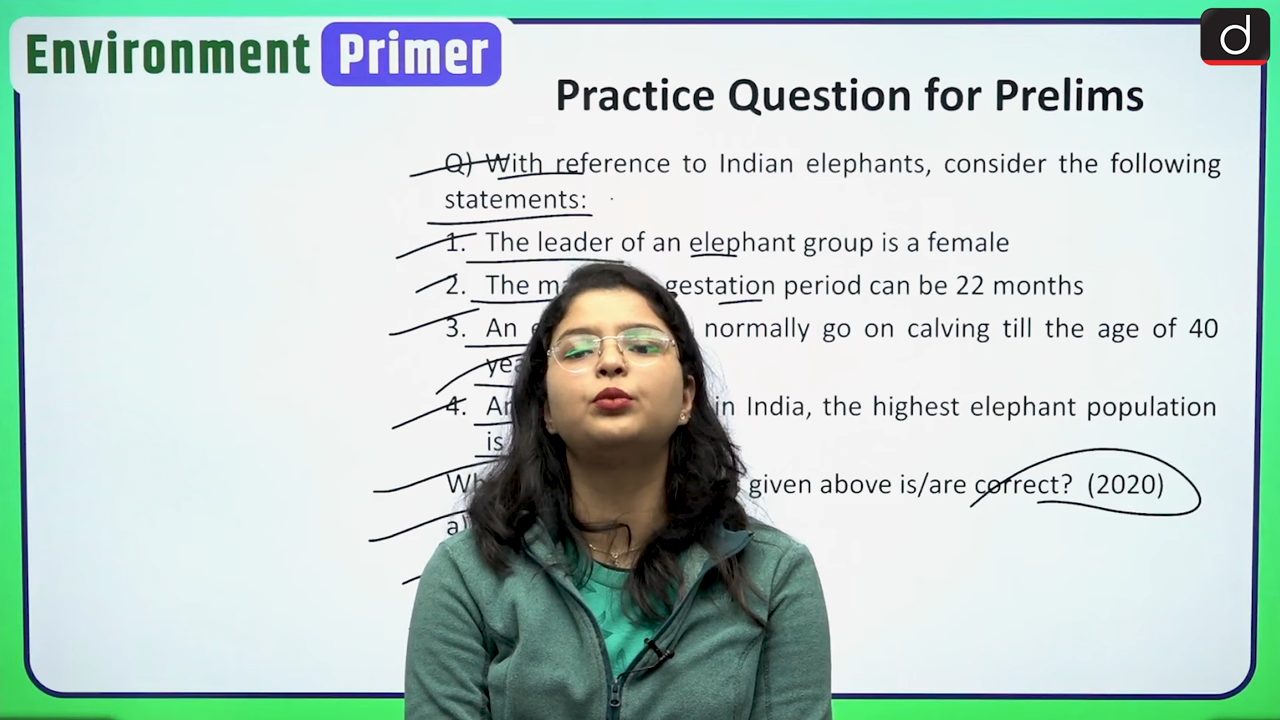 Environment Primer
d
Practice Question for Prelims
Q) With reference to Indian elephants, consider the following
statements:
1. The leader of an elephant group is a female
2. The gestation period can be 22 months
3. An normally go on calving till the age of 40
4. in India, the highest elephant population
is
given above is/are correct? (2020)
a)